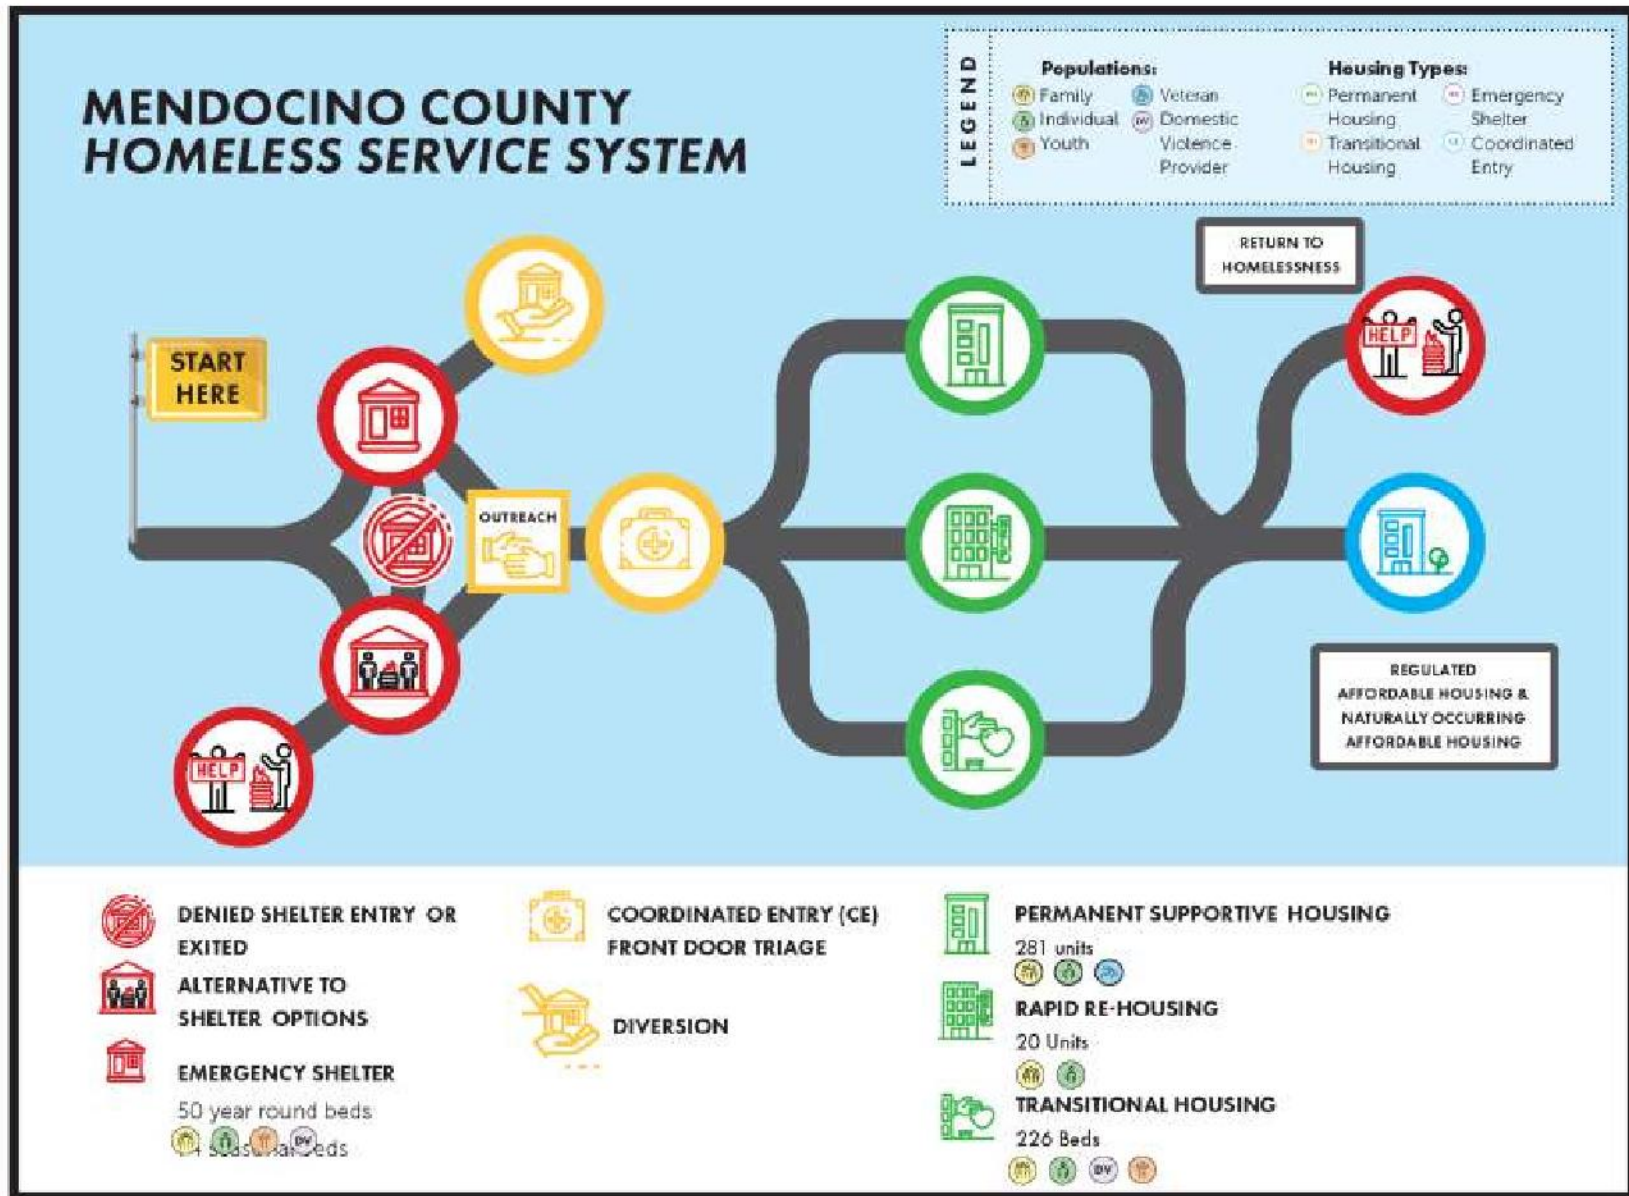 MENDOCINO COUNTY
HOMELESS SERVICE SYSTEM
LEGEND
Populations:
Family
Individual
Youth
Veteran
Domestic
Violence
Provider
Housing Types:
Permanent
Housing
Transitional
Housing
Emergency
Shelter
Coordinated
Entry
DV
START
HERE
OUTREACH
HELP
RETURN TO
HOMELESSNESS
HELP
REGULATED
AFFORDABLE HOUSING &
NATURALLY OCCURRING
AFFORDABLE HOUSING
DENIED SHELTER ENTRY OR
EXITED
ALTERNATIVE TO
SHELTER OPTIONS
EMERGENCY SHELTER
50 year round beds
DV
COORDINATED ENTRY (CE)
FRONT DOOR TRIAGE
DIVERSION
PERMANENT SUPPORTIVE HOUSING
281 units
RAPID RE-HOUSING
20 Units
TRANSITIONAL HOUSING
226 Beds
DV